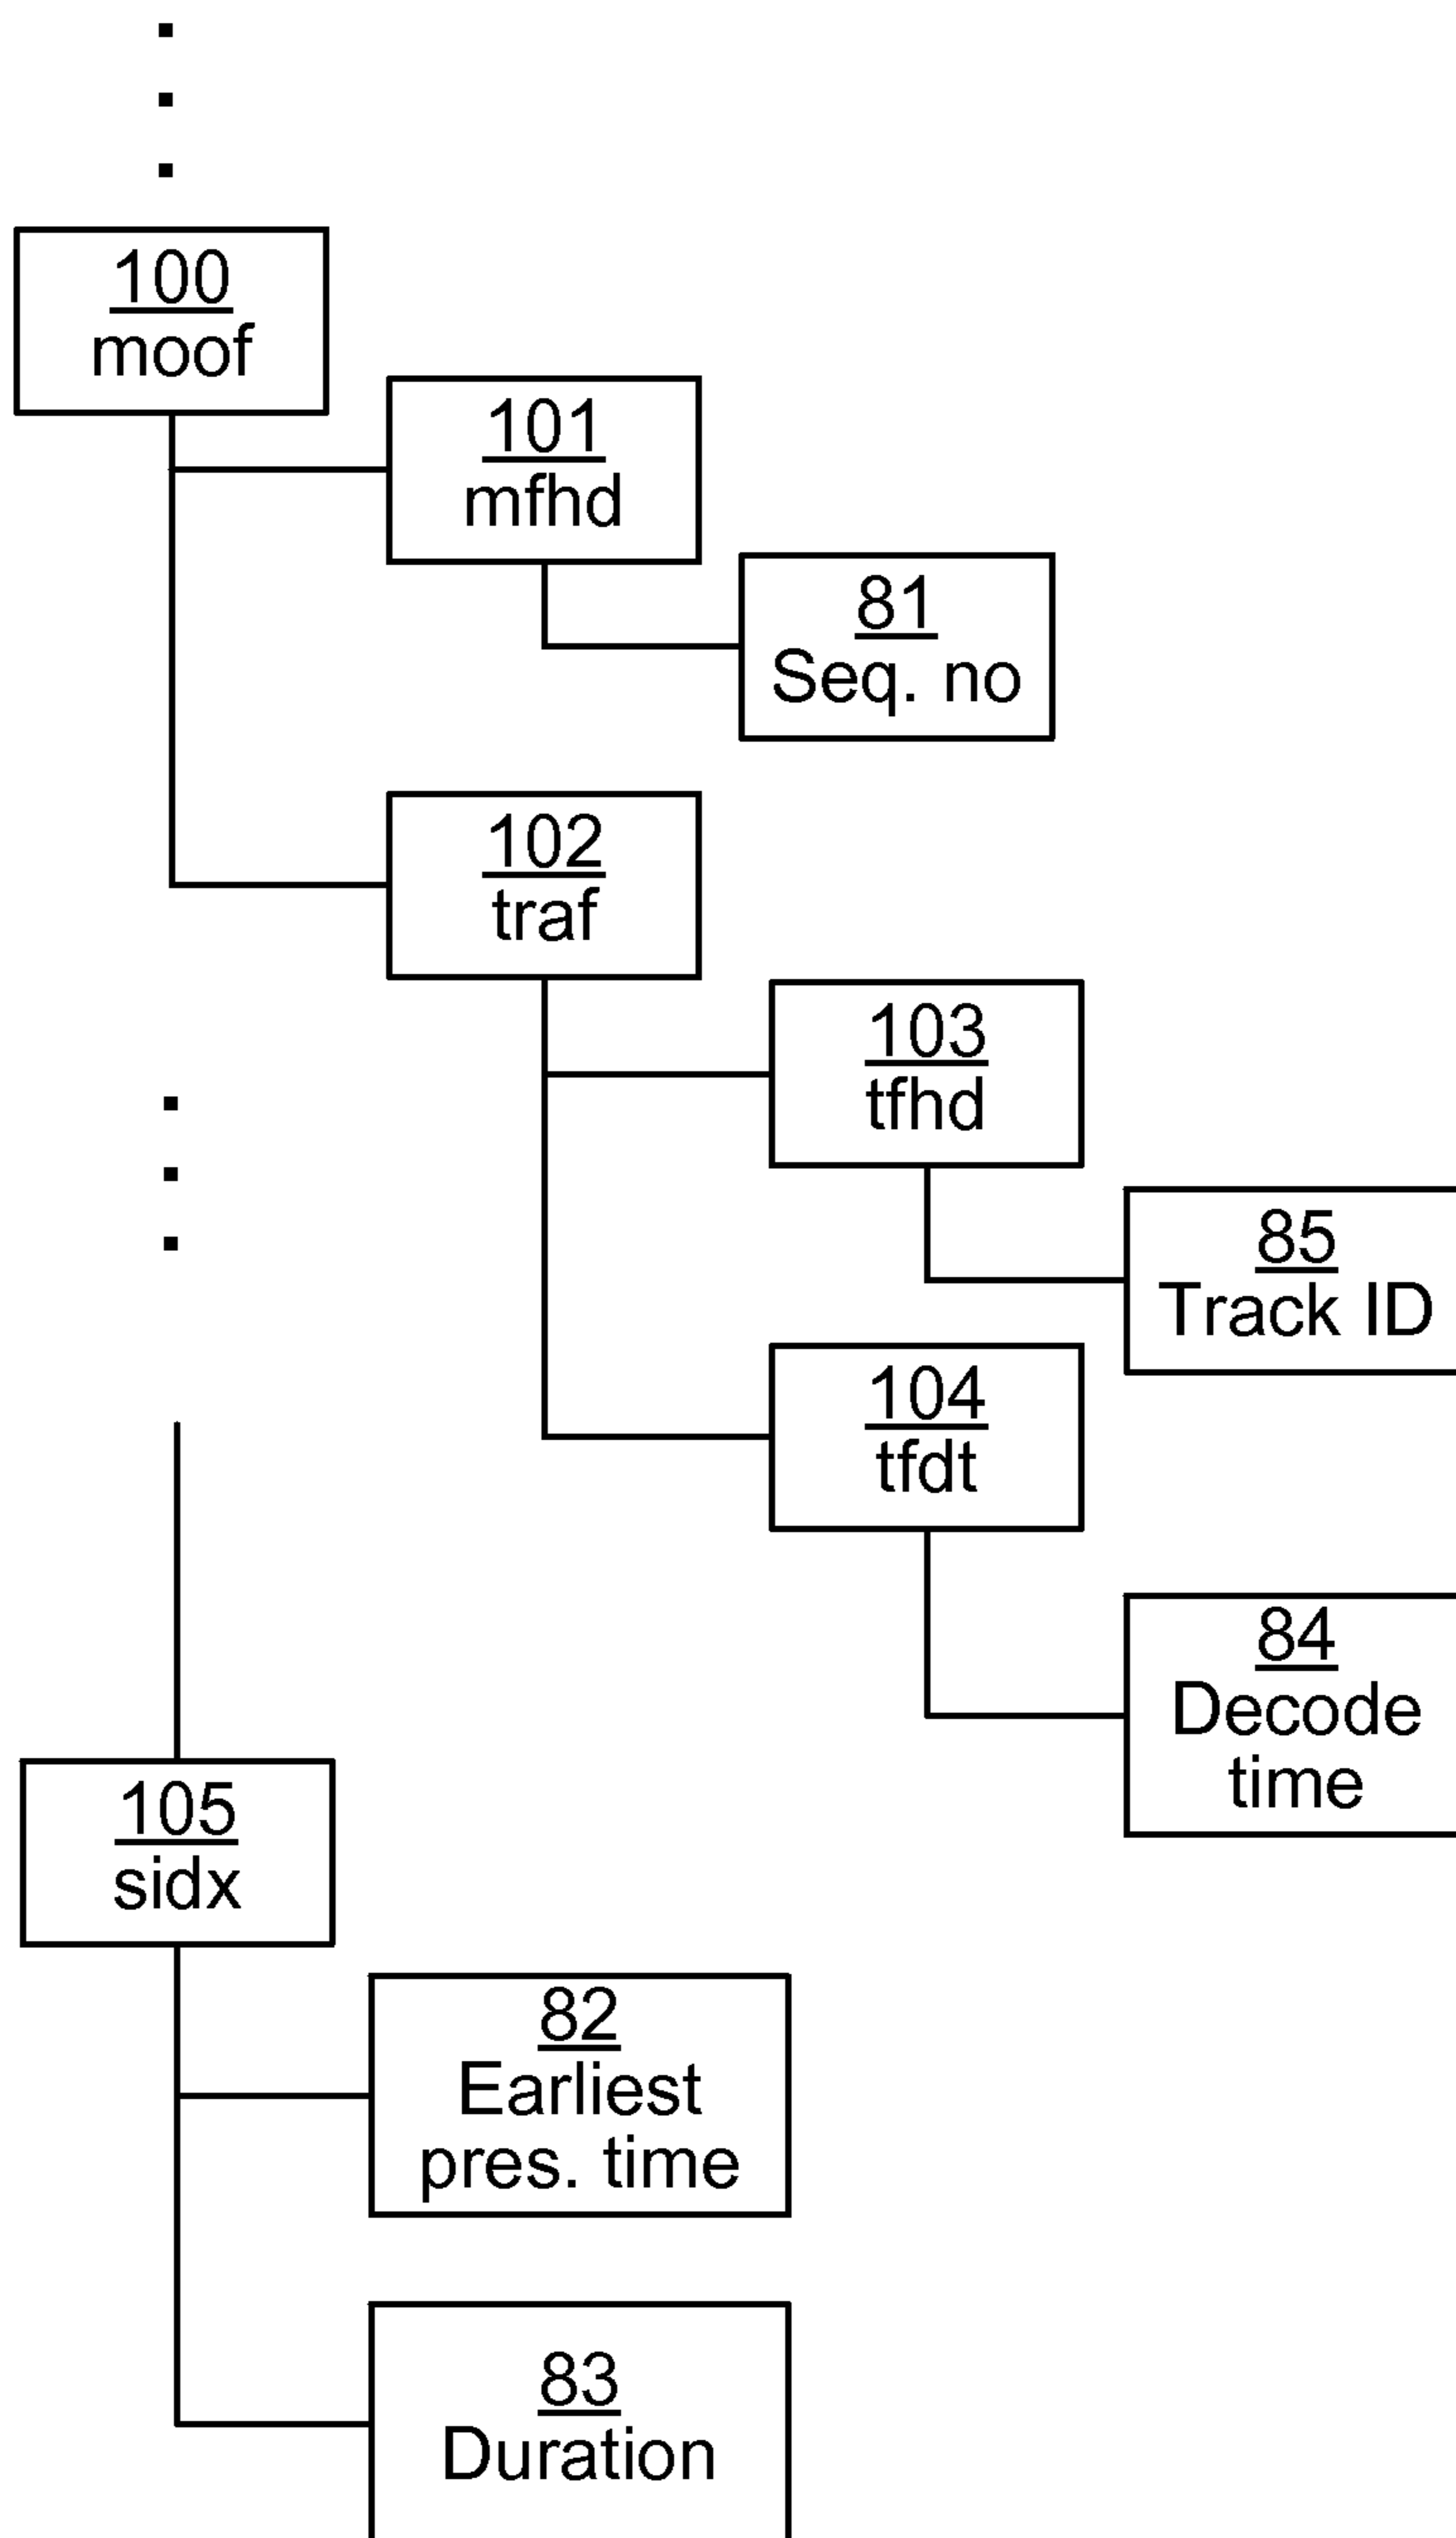 100
moof
101
mfhd
81
Seq. no
102
traf
103
tfhd
85
Track ID
104
tfdt
84
Decode
time
105
sidx
82
Earliest
pres. time
83
Duration